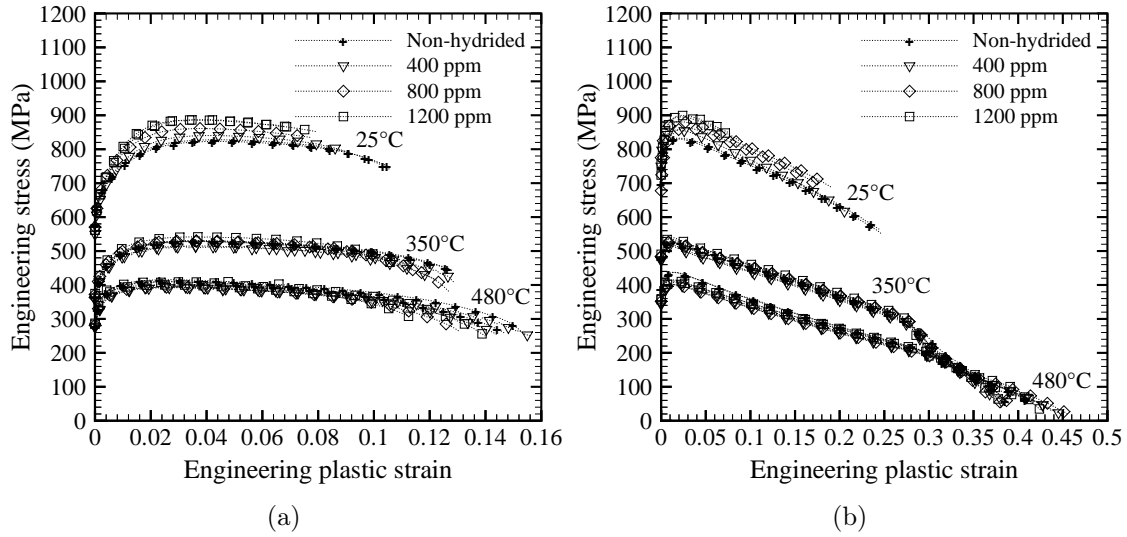 1200
1100
1000
900
800
700
600
500
400
300
200
100
0
Engineering stress (MPa)
Non-hydrided
400 ppm
800 ppm
1200 ppm
25°C
350°C
480°C
0 0.02 0.04 0.06 0.08 0.1 0.12 0.14 0.16
Engineering plastic strain
(a)
1200
1100
1000
900
800
700
600
500
400
300
200
100
0
Engineering stress (MPa)
Non-hydrided
400 ppm
800 ppm
1200 ppm
25°C
350°C
480°C
0 0.05 0.1 0.15 0.2 0.25 0.3 0.35 0.4 0.45 0.5
Engineering plastic strain
(b)